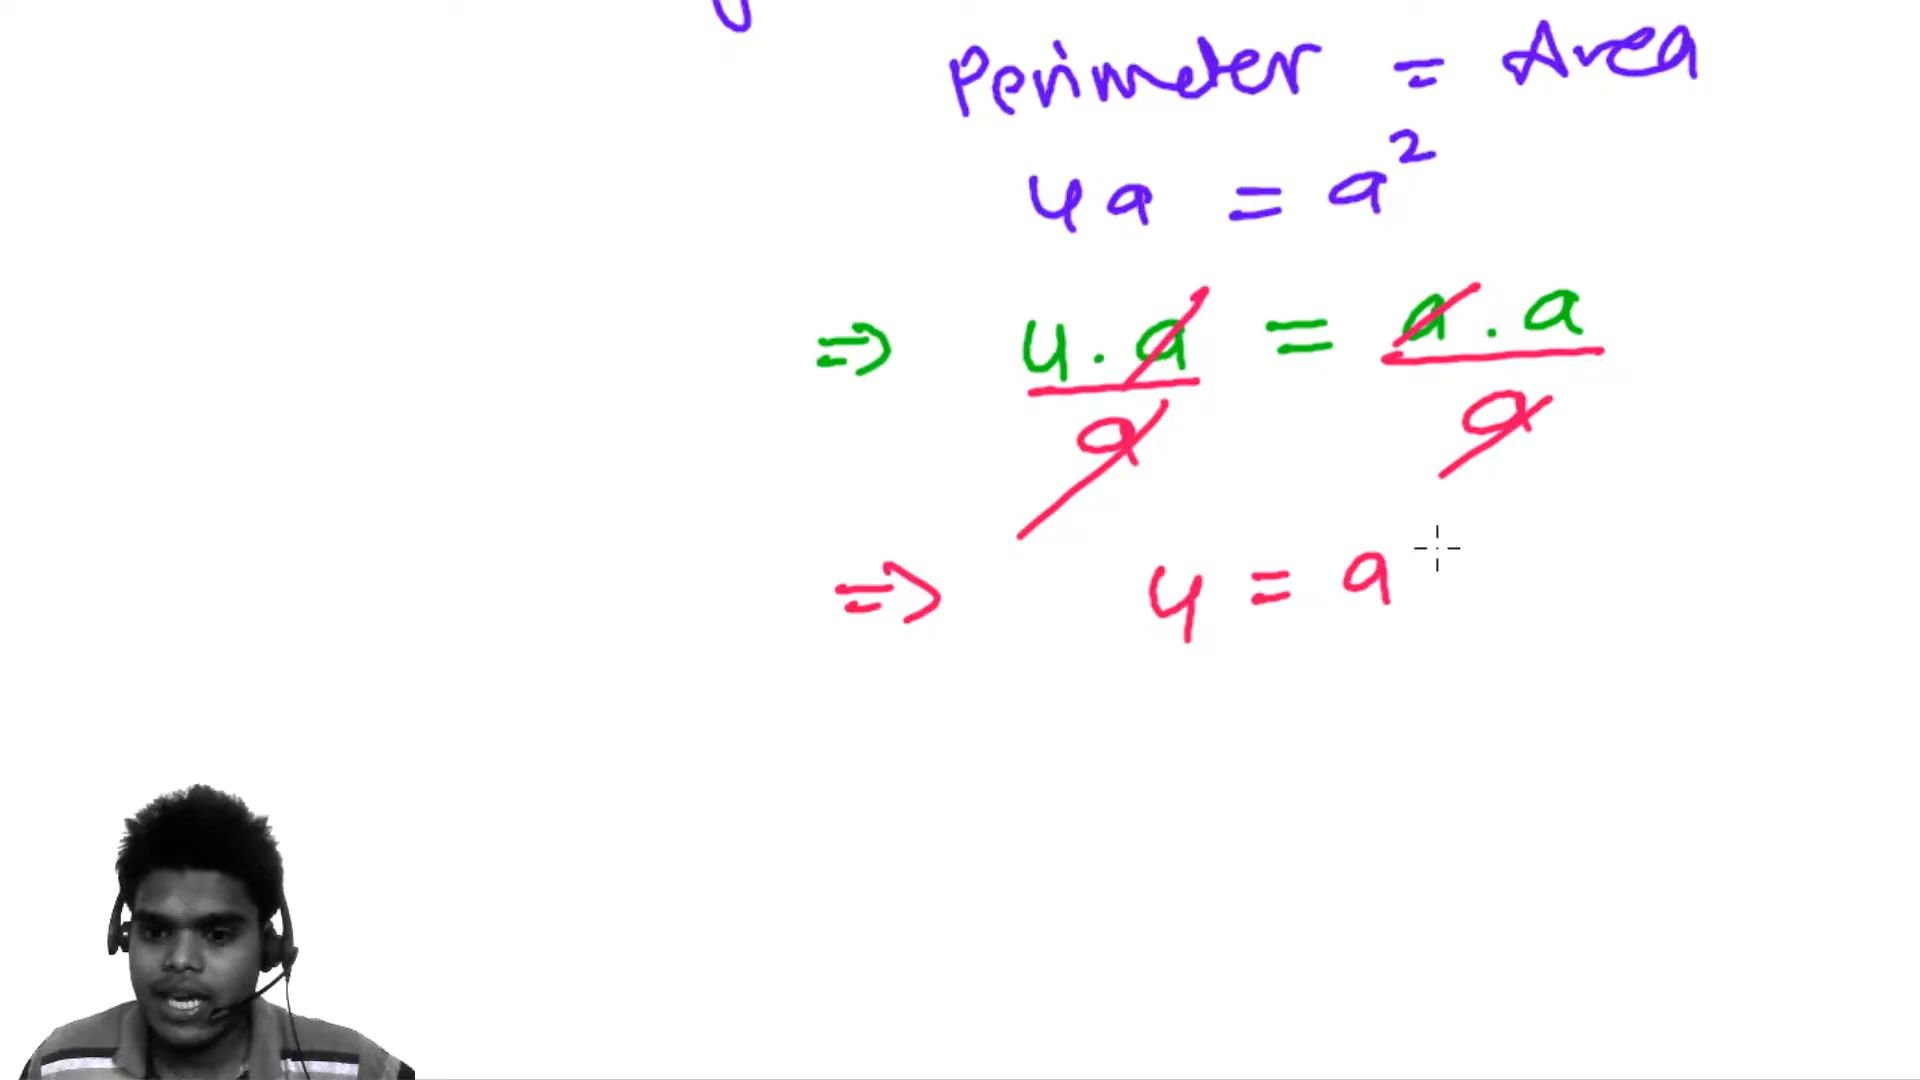 Perimeter = Area
4a = a²
⇒ 4.a/a = a.a/a
⇒ 4 = a